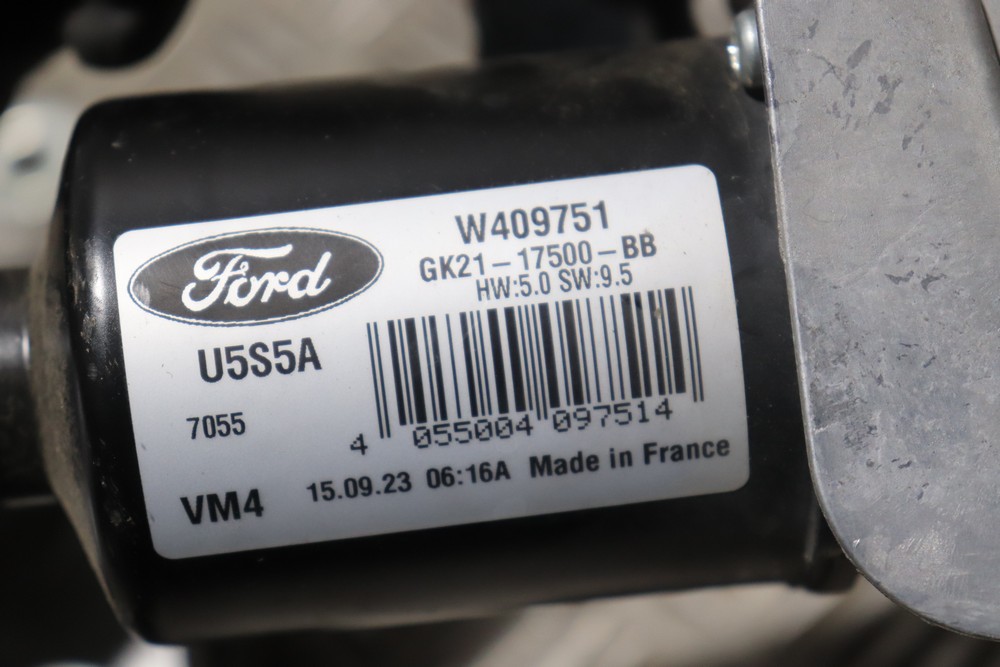 Ford
W409751
GK21-17500-BB
HW:5.0 SW:9.5
U5S5A
7055
4 055004 097514
VM4
15.09.23 06:16A Made in France